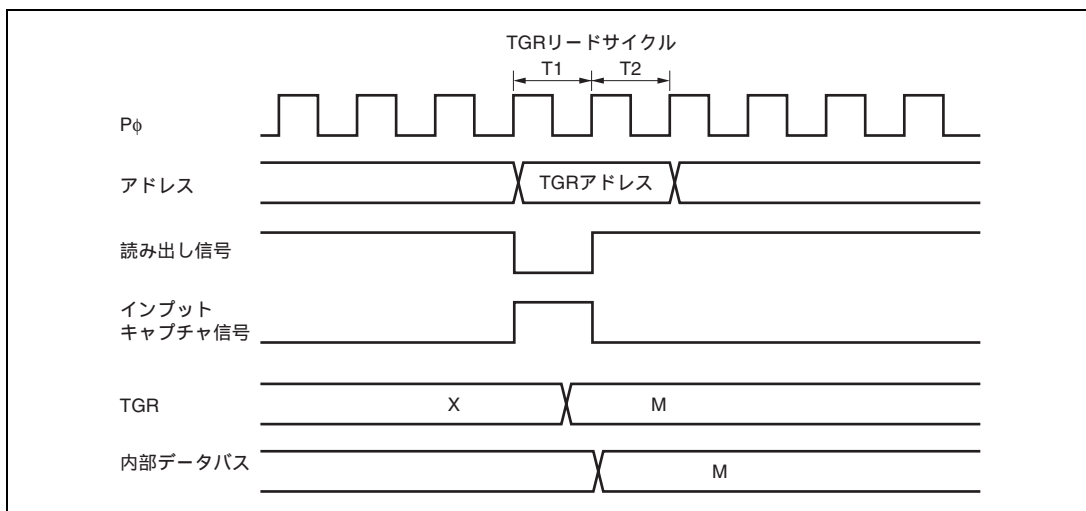 TGRリードサイクル
T1 T2
Pφ
アドレス TGRアドレス
読み出し信号
インプット
キャプチャ信号
TGR X M
内部データバス M